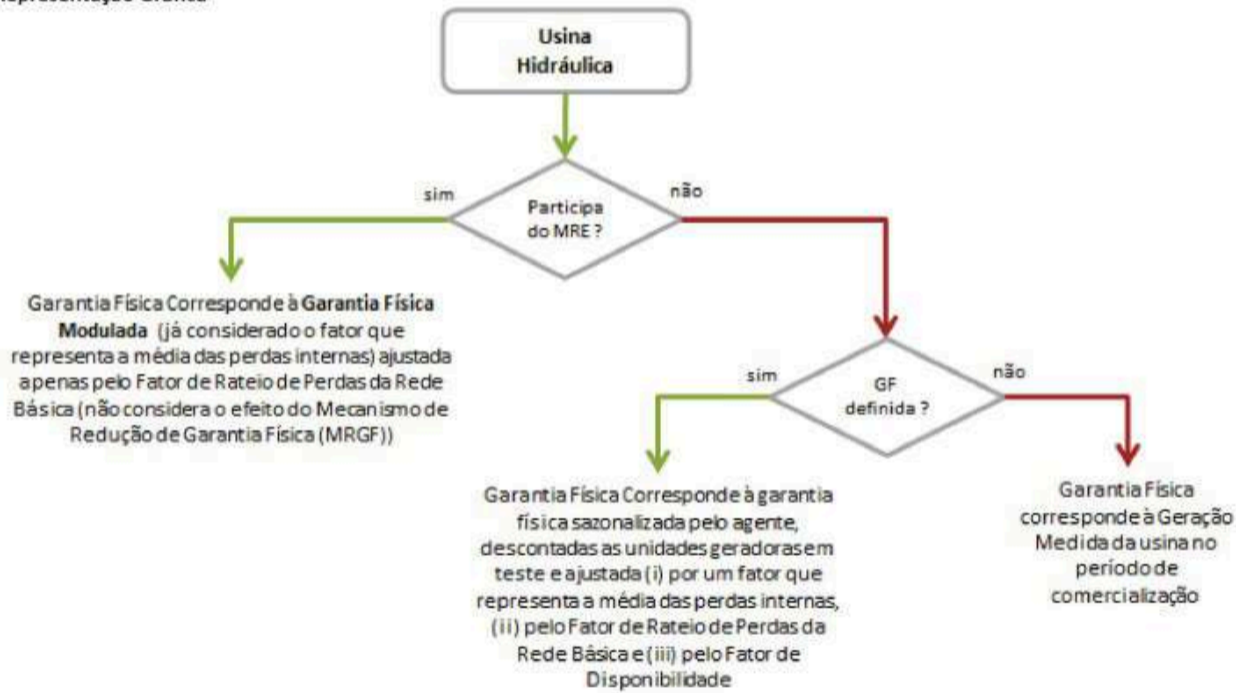 Usina
Hidráulica
sim
Participa
do MRE ?
não
Garantia Física Corresponde à Garantia Física
Modulada (já considerado o fator que
representa a média das perdas internas) ajustada
apenas pelo Fator de Rateio de Perdas da Rede
Básica (não considera o efeito do Mecanismo de
Redução de Garantia Física (MRGF))
sim
GF
definida ?
não
Garantia Física Corresponde à garantia
física sazonalizada pelo agente,
descontadas as unidades geradoras em
teste e ajustada (i) por um fator que
representa a média das perdas internas,
(ii) pelo Fator de Rateio de Perdas da
Rede Básica e (iii) pelo Fator de
Disponibilidade
Garantia Física
corresponde à Geração
Medida da usina no
período de
comercialização